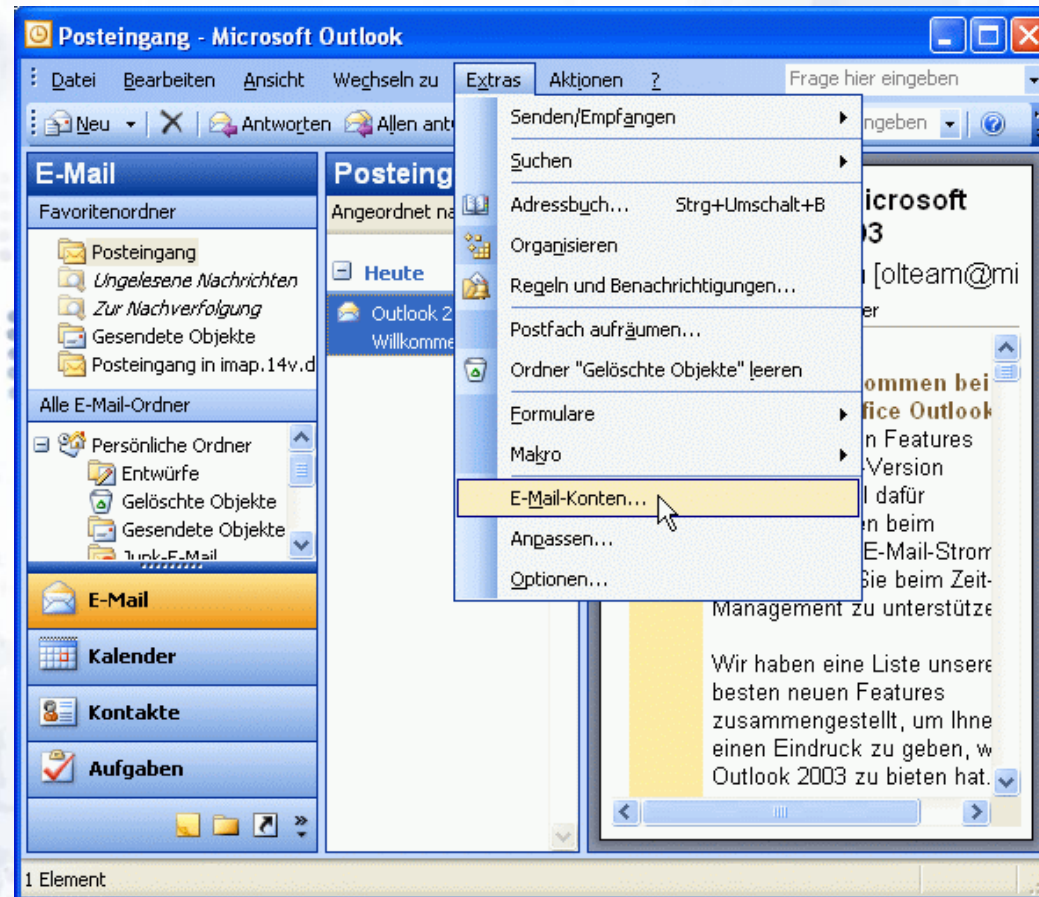 Posteingang - Microsoft Outlook
Datei Bearbeiten Ansicht Wechseln zu Extras Aktionen ? Frage hier eingeben
Neu Antworten Allen
E-Mail
Favoritenordner
Posteingang
Ungelesene Nachrichten
Zur Nachverfolgung
Gesendete Objekte
Posteingang in imap.14v.d
Alle E-Mail-Ordner
Persönliche Ordner
Entwürfe
Gelöschte Objekte
Gesendete Objekte
Junk-E-Mail
E-Mail
Kalender
Kontakte
Aufgaben
1 Element
Posteing
Angeordnet na
Heute
Outlook 2
Willkomme
Senden/Empfangen
Suchen
Adressbuch... Strg+Umschalt+B
Organisieren
Regeln und Benachrichtigungen...
Postfach aufräumen...
Ordner "Gelöschte Objekte" leeren
Formulare
Makro
E-Mail-Konten...
Anpassen...
Optionen...
ngeben
icrosoft
3
[olteam@mi
er
ommen bei
fice Outlook
n Features
-Version
l dafür
n beim
E-Mail-Strom
Sie beim Zeit-
Management zu unterstütze
Wir haben eine Liste unsere
besten neuen Features
zusammengestellt, um Ihne
einen Eindruck zu geben, w
Outlook 2003 zu bieten hat.